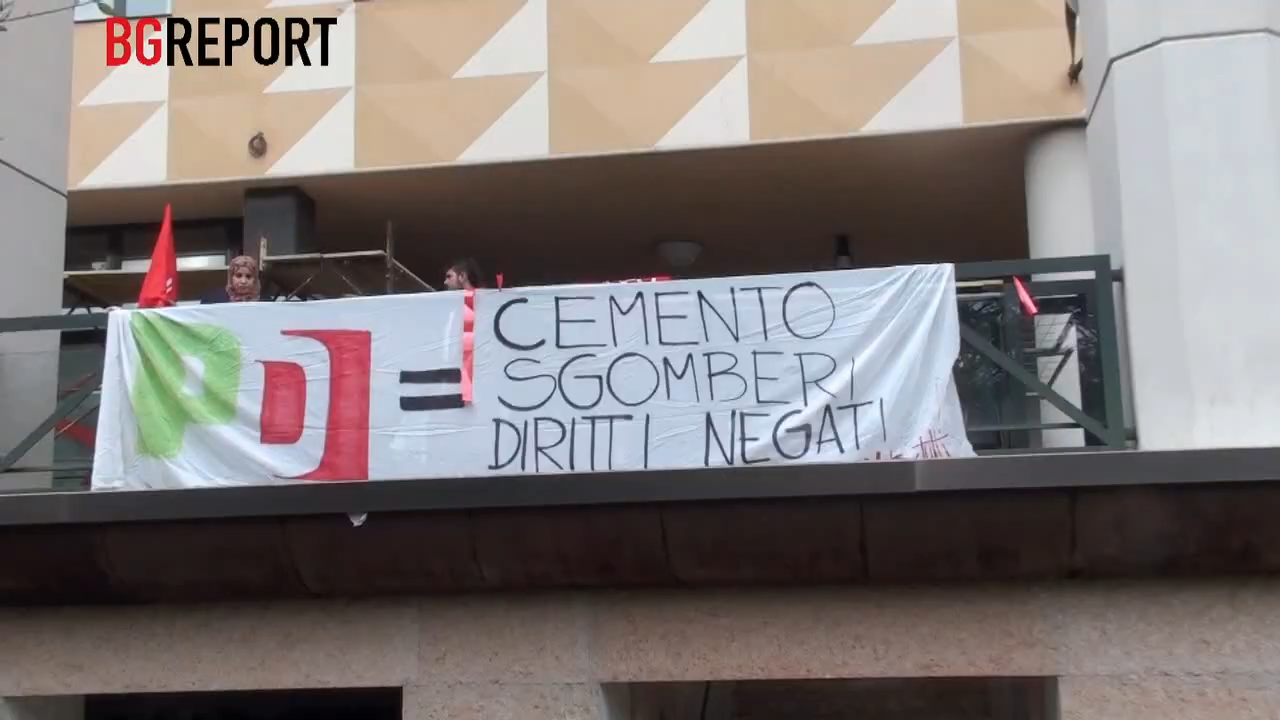 BGREPORT
PD = CEMENTO
SGOMBERI
DIRITTI NEGATI